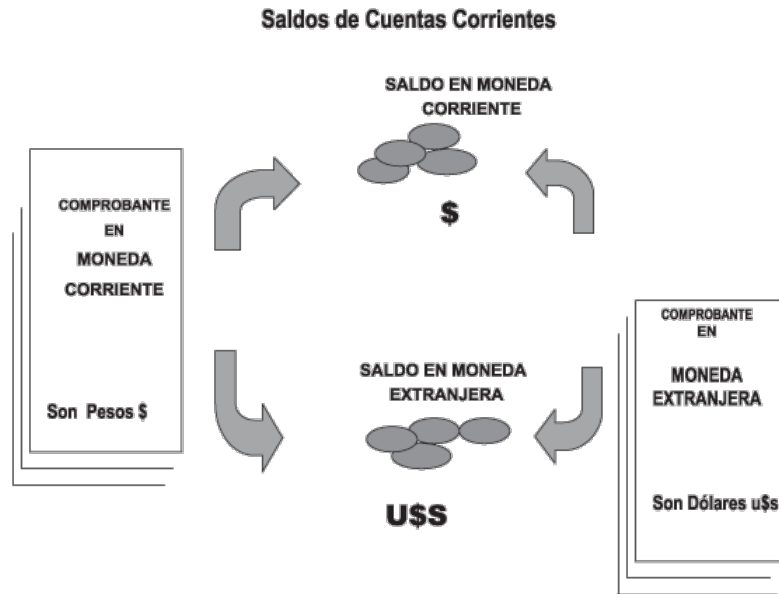 Saldos de Cuentas Corrientes
SALDO EN MONEDA
CORRIENTE
$
COMPROBANTE
EN
MONEDA
CORRIENTE
Son Pesos $
SALDO EN MONEDA
EXTRANJERA
U$S
COMPROBANTE
EN
MONEDA
EXTRANJERA
Son Dólares u$s